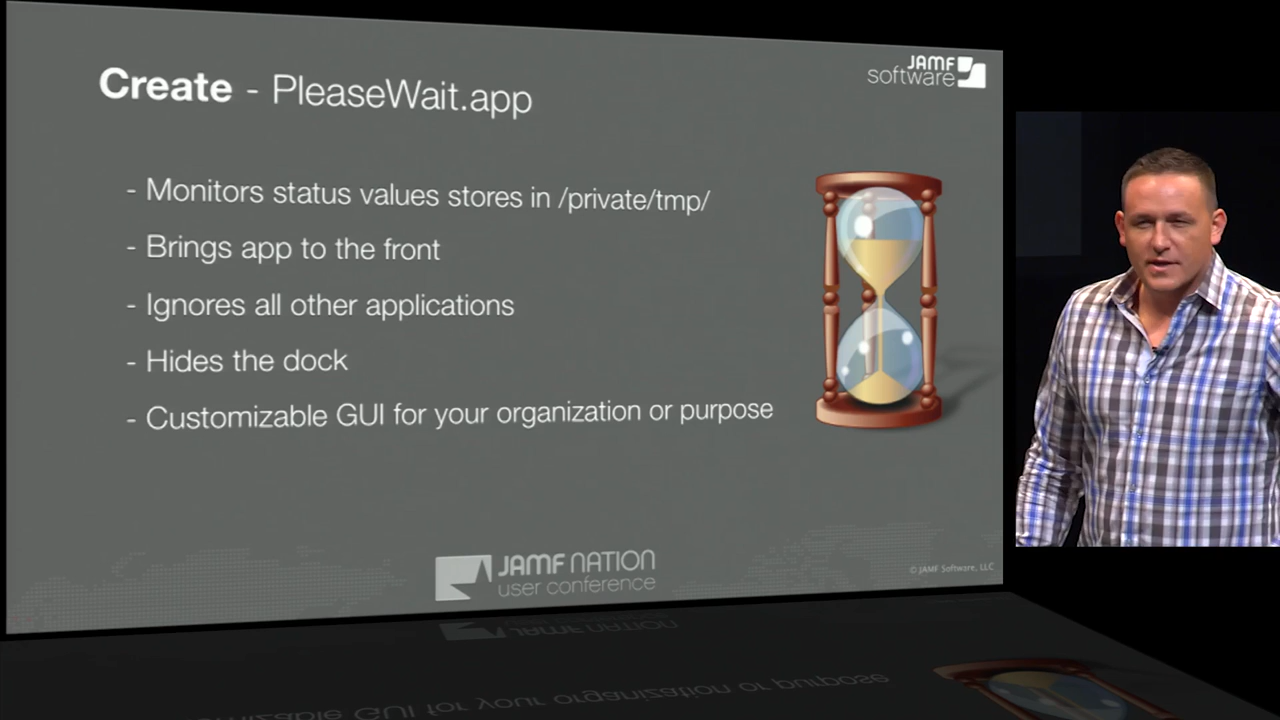 Create - PleaseWait.app
JAMF
software
- Monitors status values stores in /private/tmp/
- Brings app to the front
- Ignores all other applications
- Hides the dock
- Customizable GUI for your organization or purpose
JAMF NATION
user conference
© JAMF Software, LLC